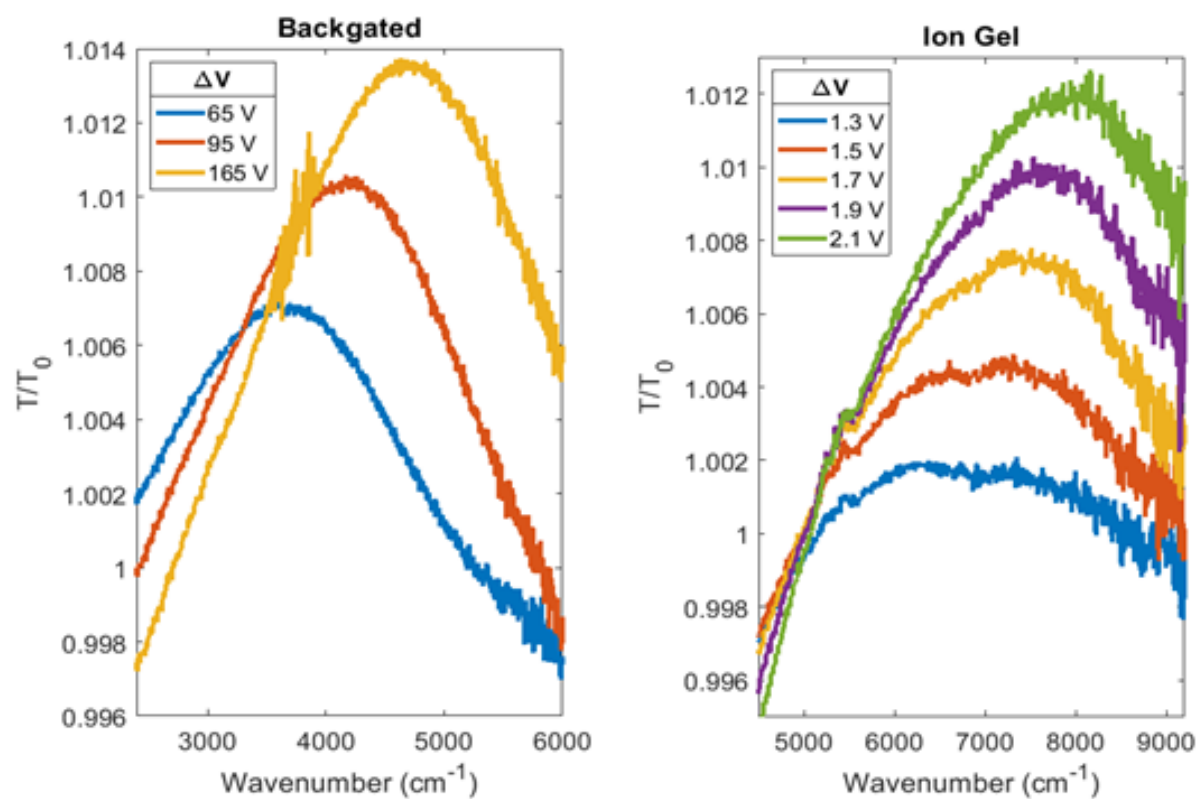 Backgated
ΔV
65 V
95 V
165 V
1.014
1.012
1.01
1.008
1.006
1.004
1.002
1
0.998
0.996
T/T0
3000 4000 5000 6000
Wavenumber (cm-1)
Ion Gel
ΔV
1.3 V
1.5 V
1.7 V
1.9 V
2.1 V
1.012
1.01
1.008
1.006
1.004
1.002
1
0.998
0.996
T/T0
5000 6000 7000 8000 9000
Wavenumber (cm-1)